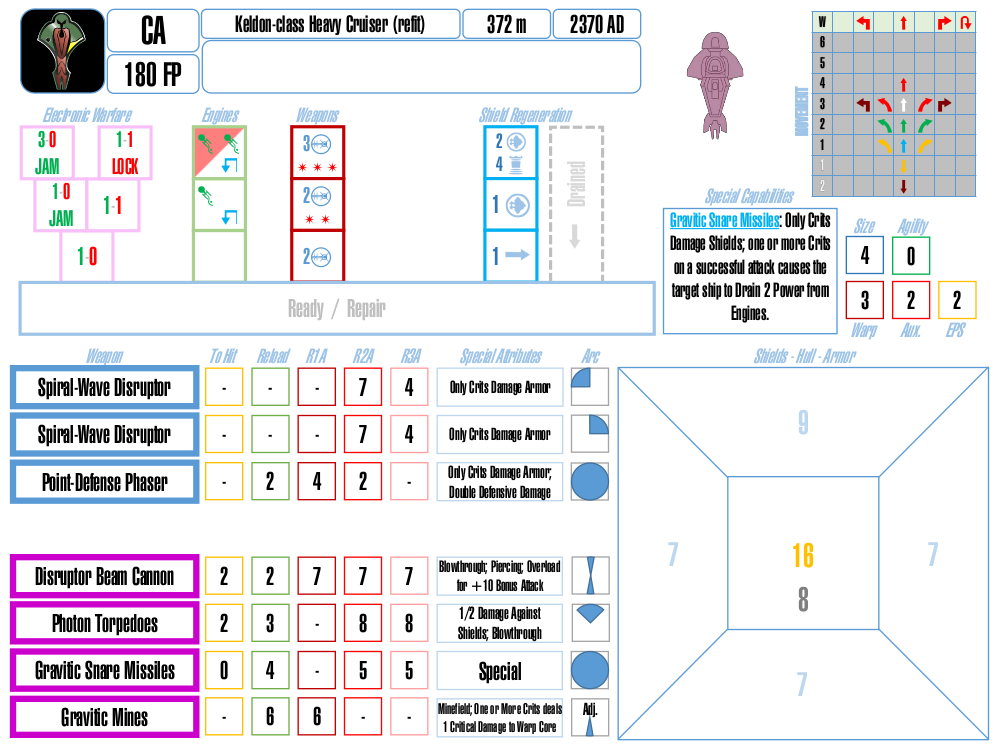 CA
Keldon-class Heavy Cruiser (refit)
372 m
2370 AD
180 FP
W
6
5
4
3
2
1
1
2
MOVEMENT
Electronic Warfare
Engines
Weapons
Shield Regeneration
3-0
JAM
1-1
LOCK
1-0
JAM
1-1
1-0
3
2
2
2
4
1
1
Drained
Ready / Repair
Special Capabilities
Gravitic Snare Missiles: Only Crits
Damage Shields; one or more Crits
on a successful attack causes the
target ship to Drain 2 Power from
Engines.
Size
Agility
4
0
3
2
2
Warp
Aux.
EPS
Weapon
To Hit
Reload
R1A
R2A
R3A
Special Attributes
Arc
Shields - Hull - Armor
Spiral-Wave Disruptor
-
-
-
7
4
Only Crits Damage Armor
Spiral-Wave Disruptor
-
-
-
7
4
Only Crits Damage Armor
Point-Defense Phaser
-
2
4
2
-
Only Crits Damage Armor;
Double Defensive Damage
Disruptor Beam Cannon
2
2
7
7
7
Blowthrough; Piercing; Overload
for +10 Bonus Attack
Photon Torpedoes
2
3
-
8
8
1/2 Damage Against
Shields; Blowthrough
Gravitic Snare Missiles
0
4
-
5
5
Special
Gravitic Mines
-
6
6
-
-
Minefield; One or More Crits deals
1 Critical Damage to Warp Core
Adj.
9
7
16
7
8
7